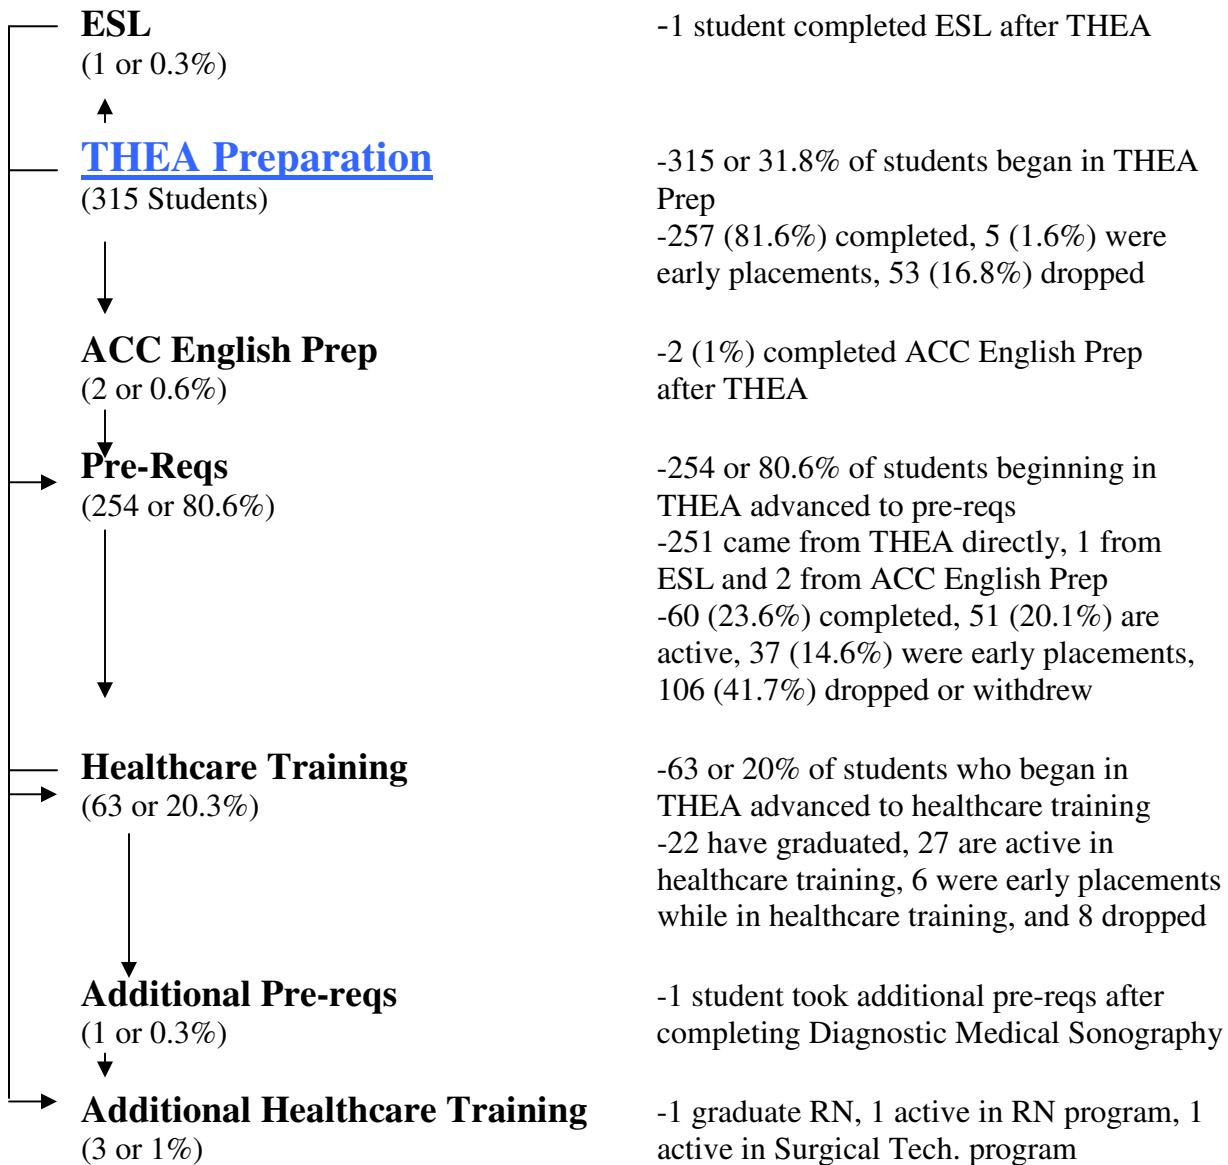 ESL
(1 or 0.3%)
-1 student completed ESL after THEA
THEA Preparation
(315 Students)
-315 or 31.8% of students began in THEA
Prep
-257 (81.6%) completed, 5 (1.6%) were
early placements, 53 (16.8%) dropped
ACC English Prep
(2 or 0.6%)
-2 (1%) completed ACC English Prep
after THEA
Pre-Reqs
(254 or 80.6%)
-254 or 80.6% of students beginning in
THEA advanced to pre-reqs
-251 came from THEA directly, 1 from
ESL and 2 from ACC English Prep
-60 (23.6%) completed, 51 (20.1%) are
active, 37 (14.6%) were early placements,
106 (41.7%) dropped or withdrew
Healthcare Training
(63 or 20.3%)
-63 or 20% of students who began in
THEA advanced to healthcare training
-22 have graduated, 27 are active in
healthcare training, 6 were early placements
while in healthcare training, and 8 dropped
Additional Pre-reqs
(1 or 0.3%)
-1 student took additional pre-reqs after
completing Diagnostic Medical Sonography
Additional Healthcare Training
(3 or 1%)
-1 graduate RN, 1 active in RN program, 1
active in Surgical Tech. program